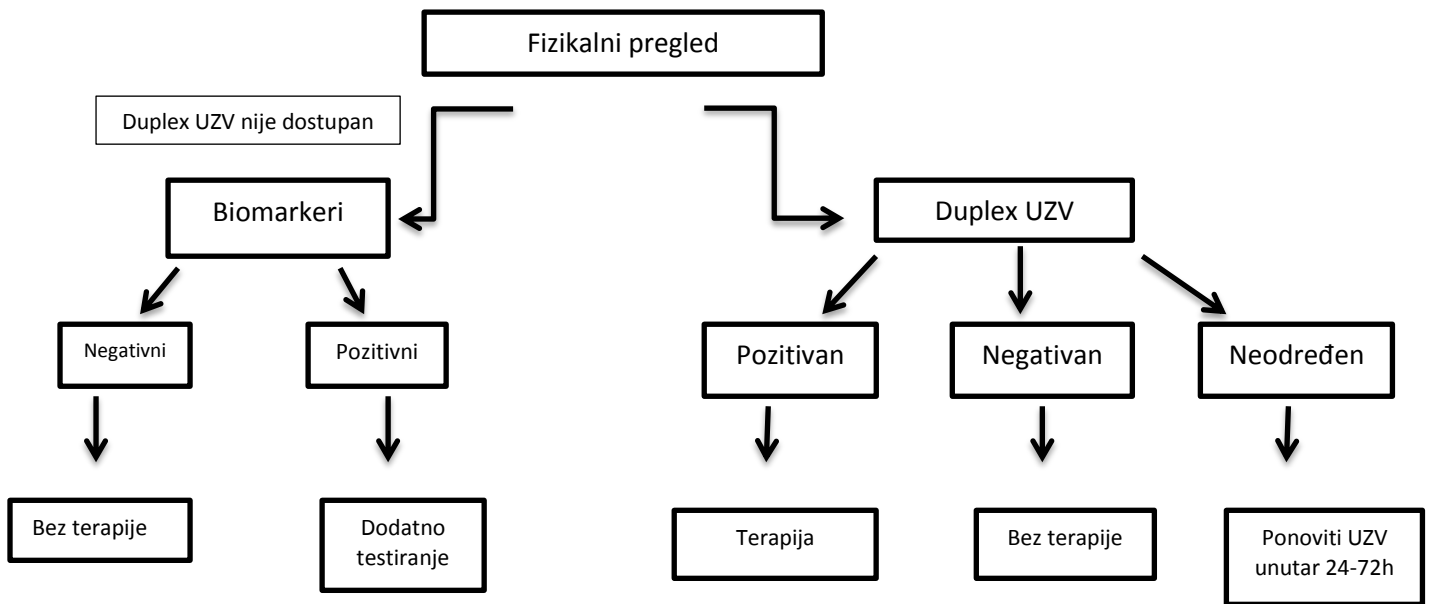 Fizikalni pregled
Duplex UZV nije dostupan
Biomarkeri
Duplex UZV
Negativni
Pozitivni
Pozitivan
Negativan
Neodređen
Bez terapije
Dodatno
testiranje
Terapija
Bez terapije
Ponoviti UZV
unutar 24-72h